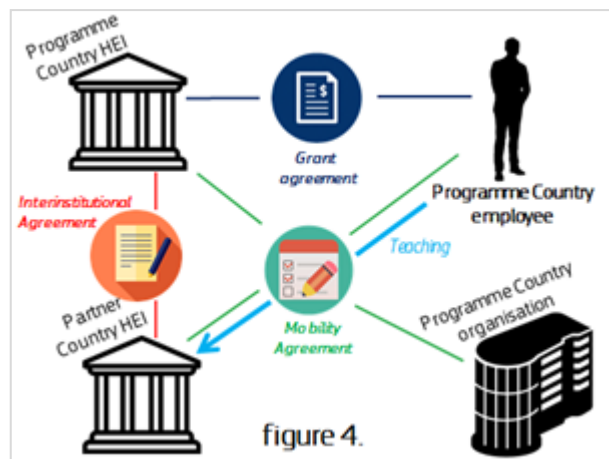 Programme
Country HEI
Grant
agreement
Programme Country
employee
Interinstitutional
Agreement
Teaching
Partner
Country HEI
Mobility
Agreement
Programme Country
organisation
figure 4.